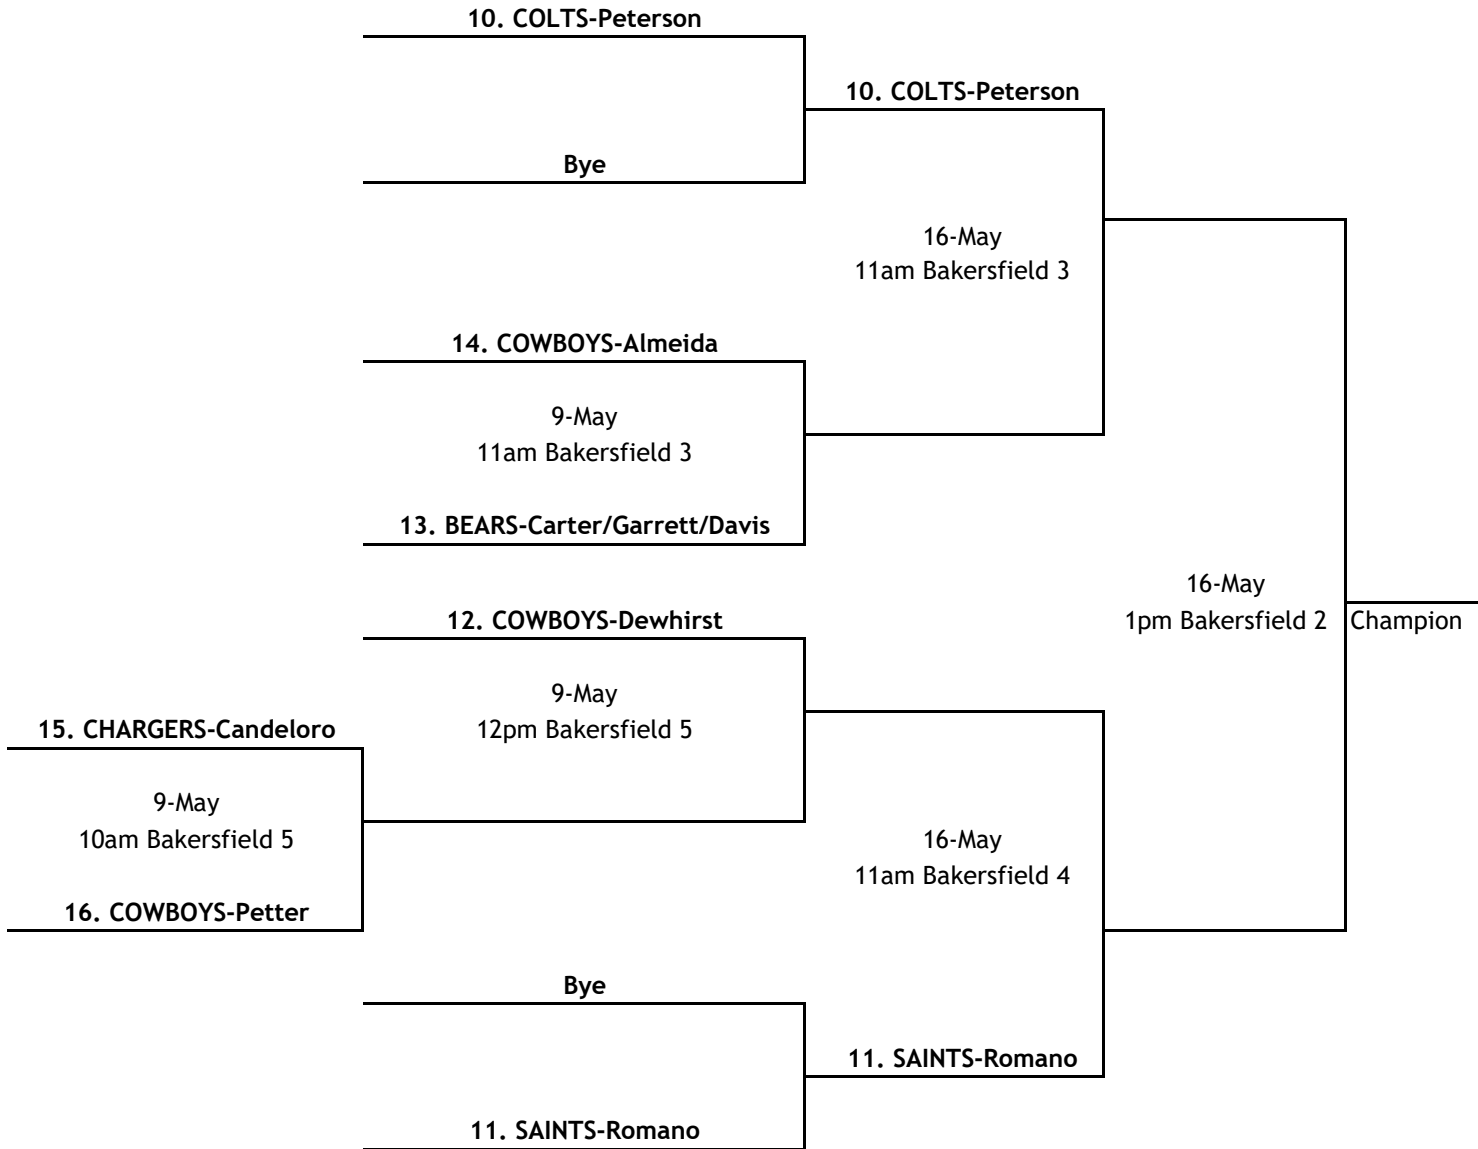 10. COLTS-Peterson
10. COLTS-Peterson
Bye
16-May
11am Bakersfield 3
14. COWBOYS-Almeida
9-May
11am Bakersfield 3
13. BEARS-Carter/Garrett/Davis
16-May
1pm Bakersfield 2
Champion
12. COWBOYS-Dewhirst
9-May
12pm Bakersfield 5
15. CHARGERS-Candeloro
9-May
10am Bakersfield 5
16-May
11am Bakersfield 4
16. COWBOYS-Petter
Bye
11. SAINTS-Romano
11. SAINTS-Romano